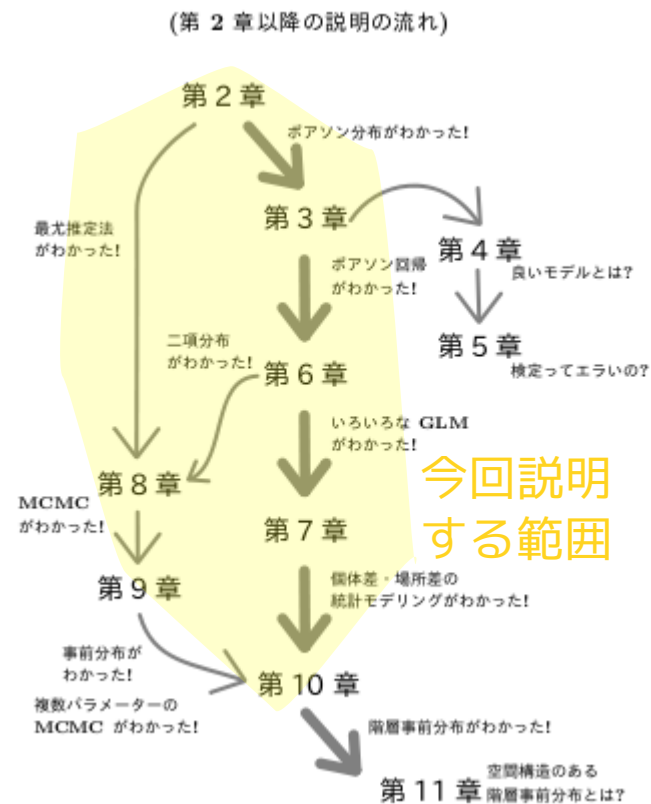 (第 2 章以降の説明の流れ)
第 2 章
ポアソン分布がわかった!
第 3 章
最尤推定法
がわかった!
第 4 章
良いモデルとは?
ポアソン回帰
がわかった!
第 5 章
検定ってエラいの?
二項分布
がわかった!
第 6 章
いろいろな GLM
がわかった!
今回説明
する範囲
第 8 章
MCMC
がわかった!
第 7 章
第 9 章
個体差・場所差の
統計モデリングがわかった!
事前分布が
わかった!
第 10 章
複数パラメーターの
MCMC がわかった!
階層事前分布がわかった!
第 11 章
空間構造のある
階層事前分布とは?